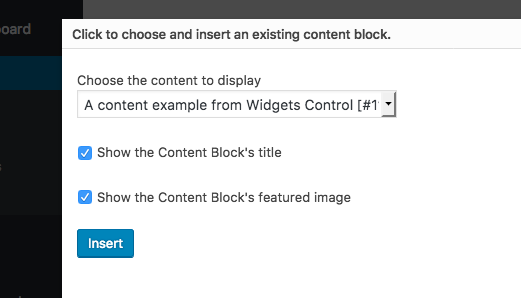 oard
Click to choose and insert an existing content block.
Choose the content to display
A content example from Widgets Control [#1
Show the Content Block's title
Show the Content Block's featured image
Insert